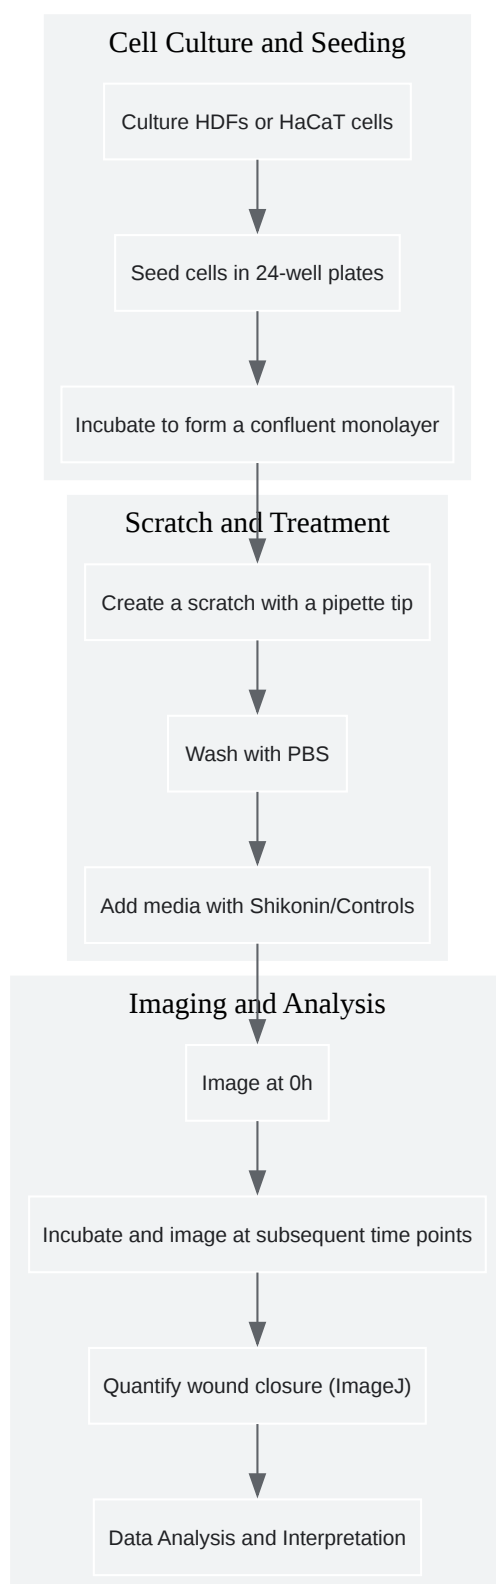 Cell Culture and Seeding
Culture HDFs or HaCaT cells
Seed cells in 24-well plates
Incubate to form a confluent monolayer
Scratch and Treatment
Create a scratch with a pipette tip
Wash with PBS
Add media with Shikonin/Controls
Imaging and Analysis
Image at 0h
Incubate and image at subsequent time points
Quantify wound closure (ImageJ)
Data Analysis and Interpretation